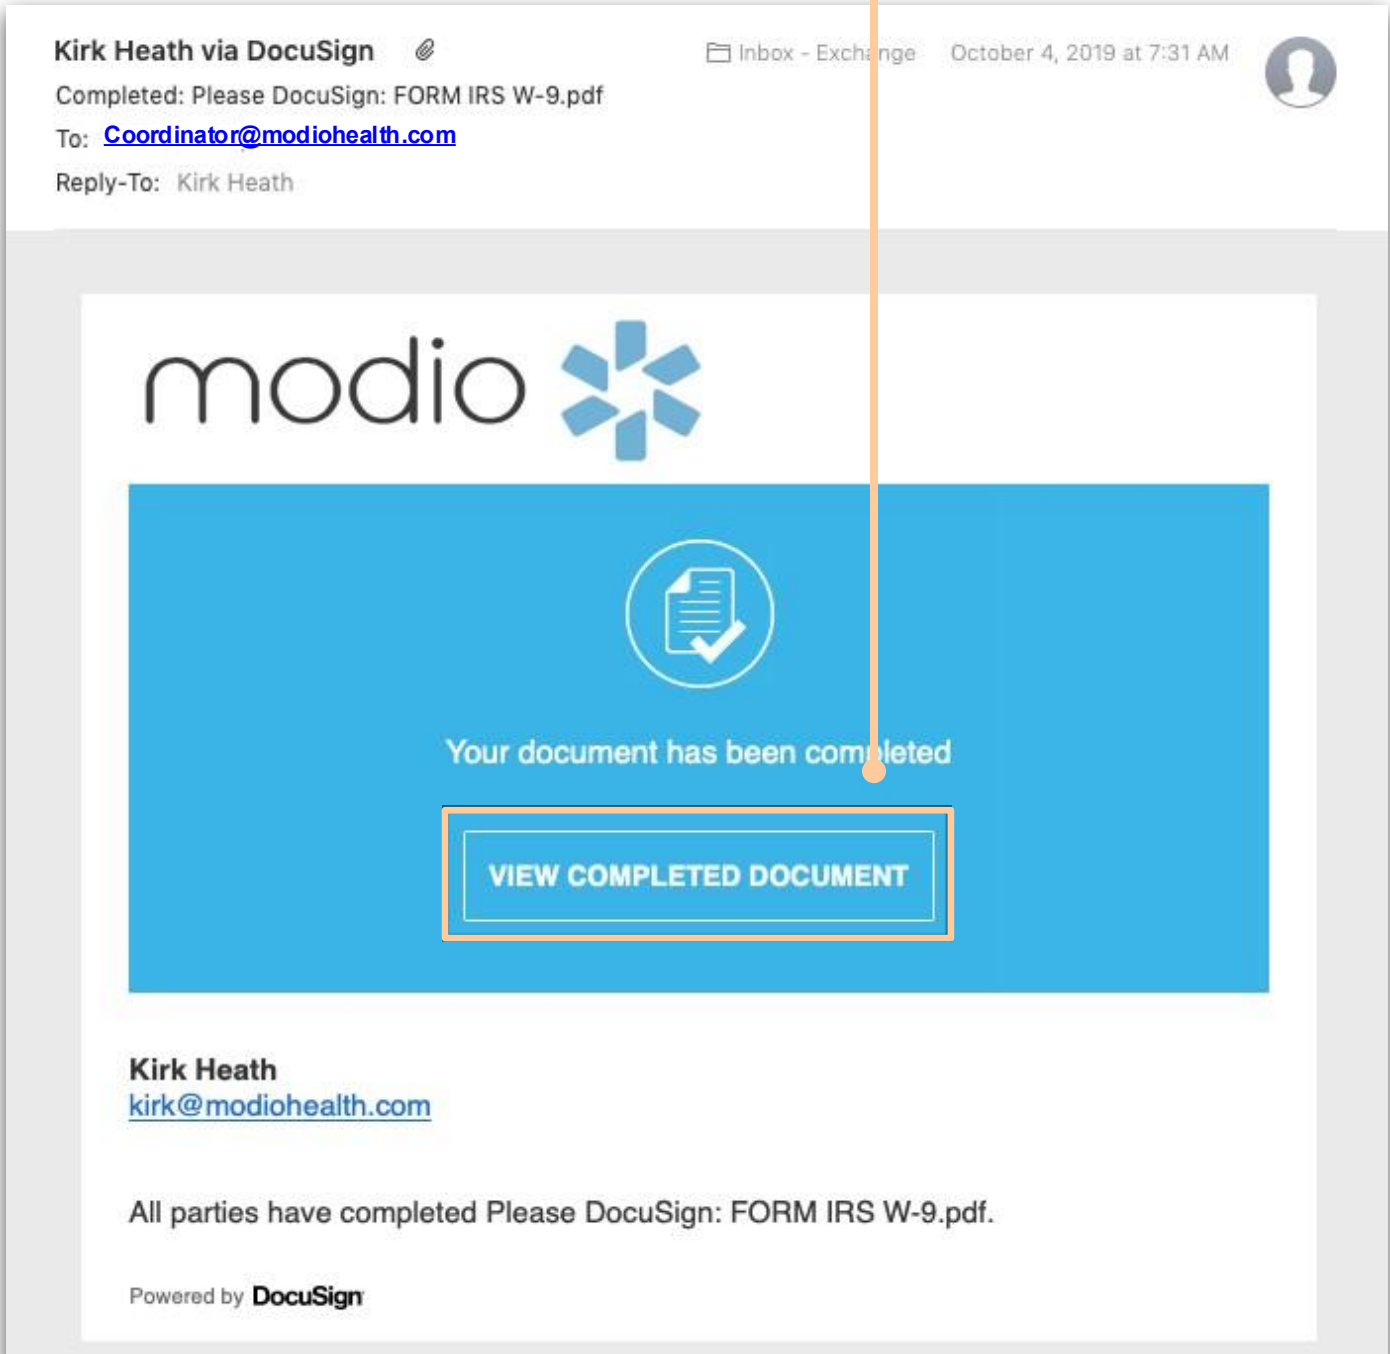 Kirk Heath via DocuSign
Inbox - Exchange October 4, 2019 at 7:31 AM
Completed: Please DocuSign: FORM IRS W-9.pdf
To: Coordinator@modiohealth.com
Reply-To: Kirk Heath
modio
Your document has been completed
VIEW COMPLETED DOCUMENT
Kirk Heath
kirk@modiohealth.com
All parties have completed Please DocuSign: FORM IRS W-9.pdf.
Powered by DocuSign